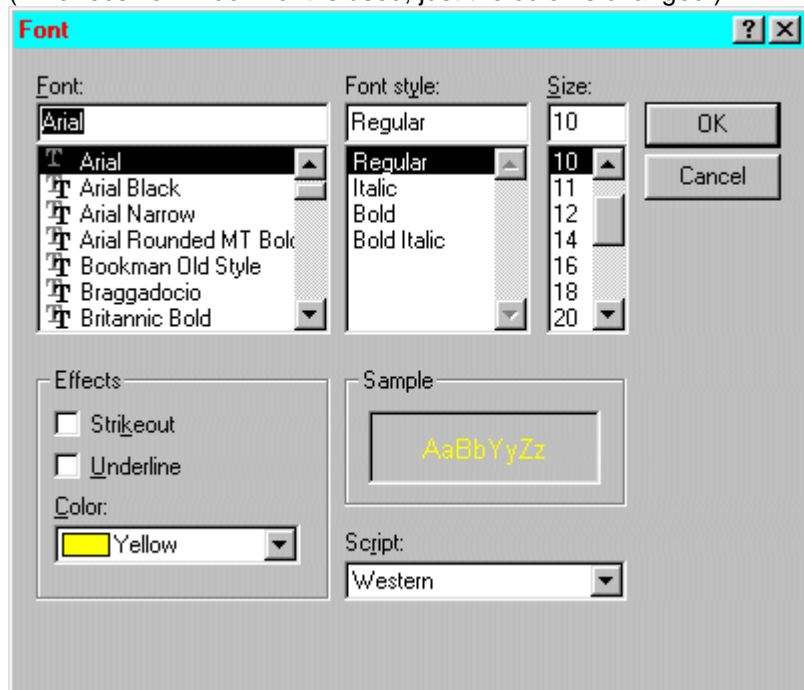 Font
Font:
Arial
Arial
Arial Black
Arial Narrow
Arial Rounded MT Bol
Bookman Old Style
Braggadocio
Britannic Bold
Font style:
Regular
Regular
Italic
Bold
Bold Italic
Size:
10
10
11
12
14
16
18
20
OK
Cancel
Effects
Strikeout
Underline
Color:
Yellow
Sample
AaBbYyZz
Script:
Western